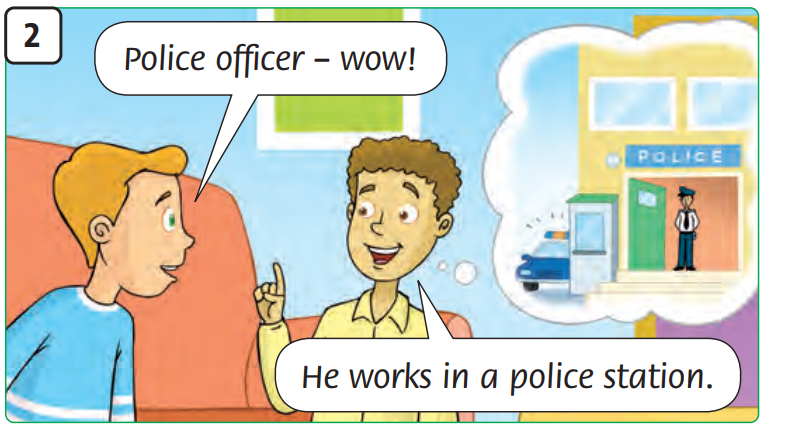 2
Police officer – wow!
POLICE
He works in a police station.